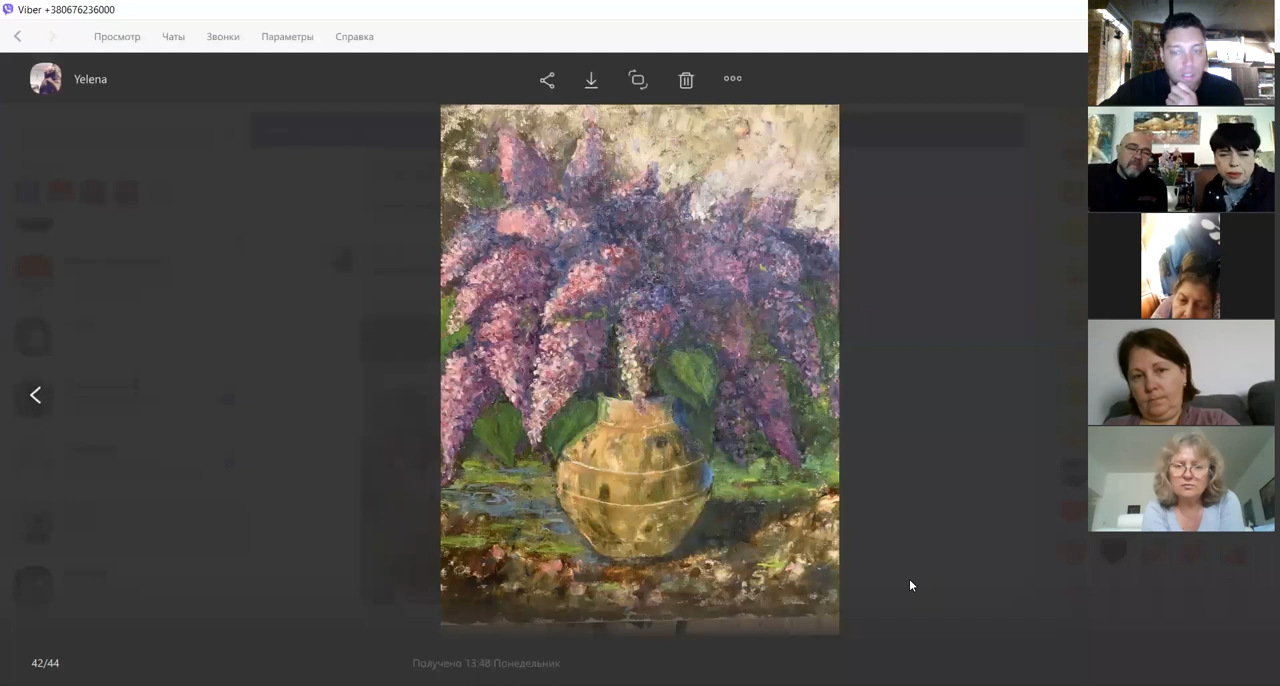 Viber +380676236000
Просмотр Чаты Звонки Параметры Справка
Yelena
42/44
Получено 13:48 Понедельник